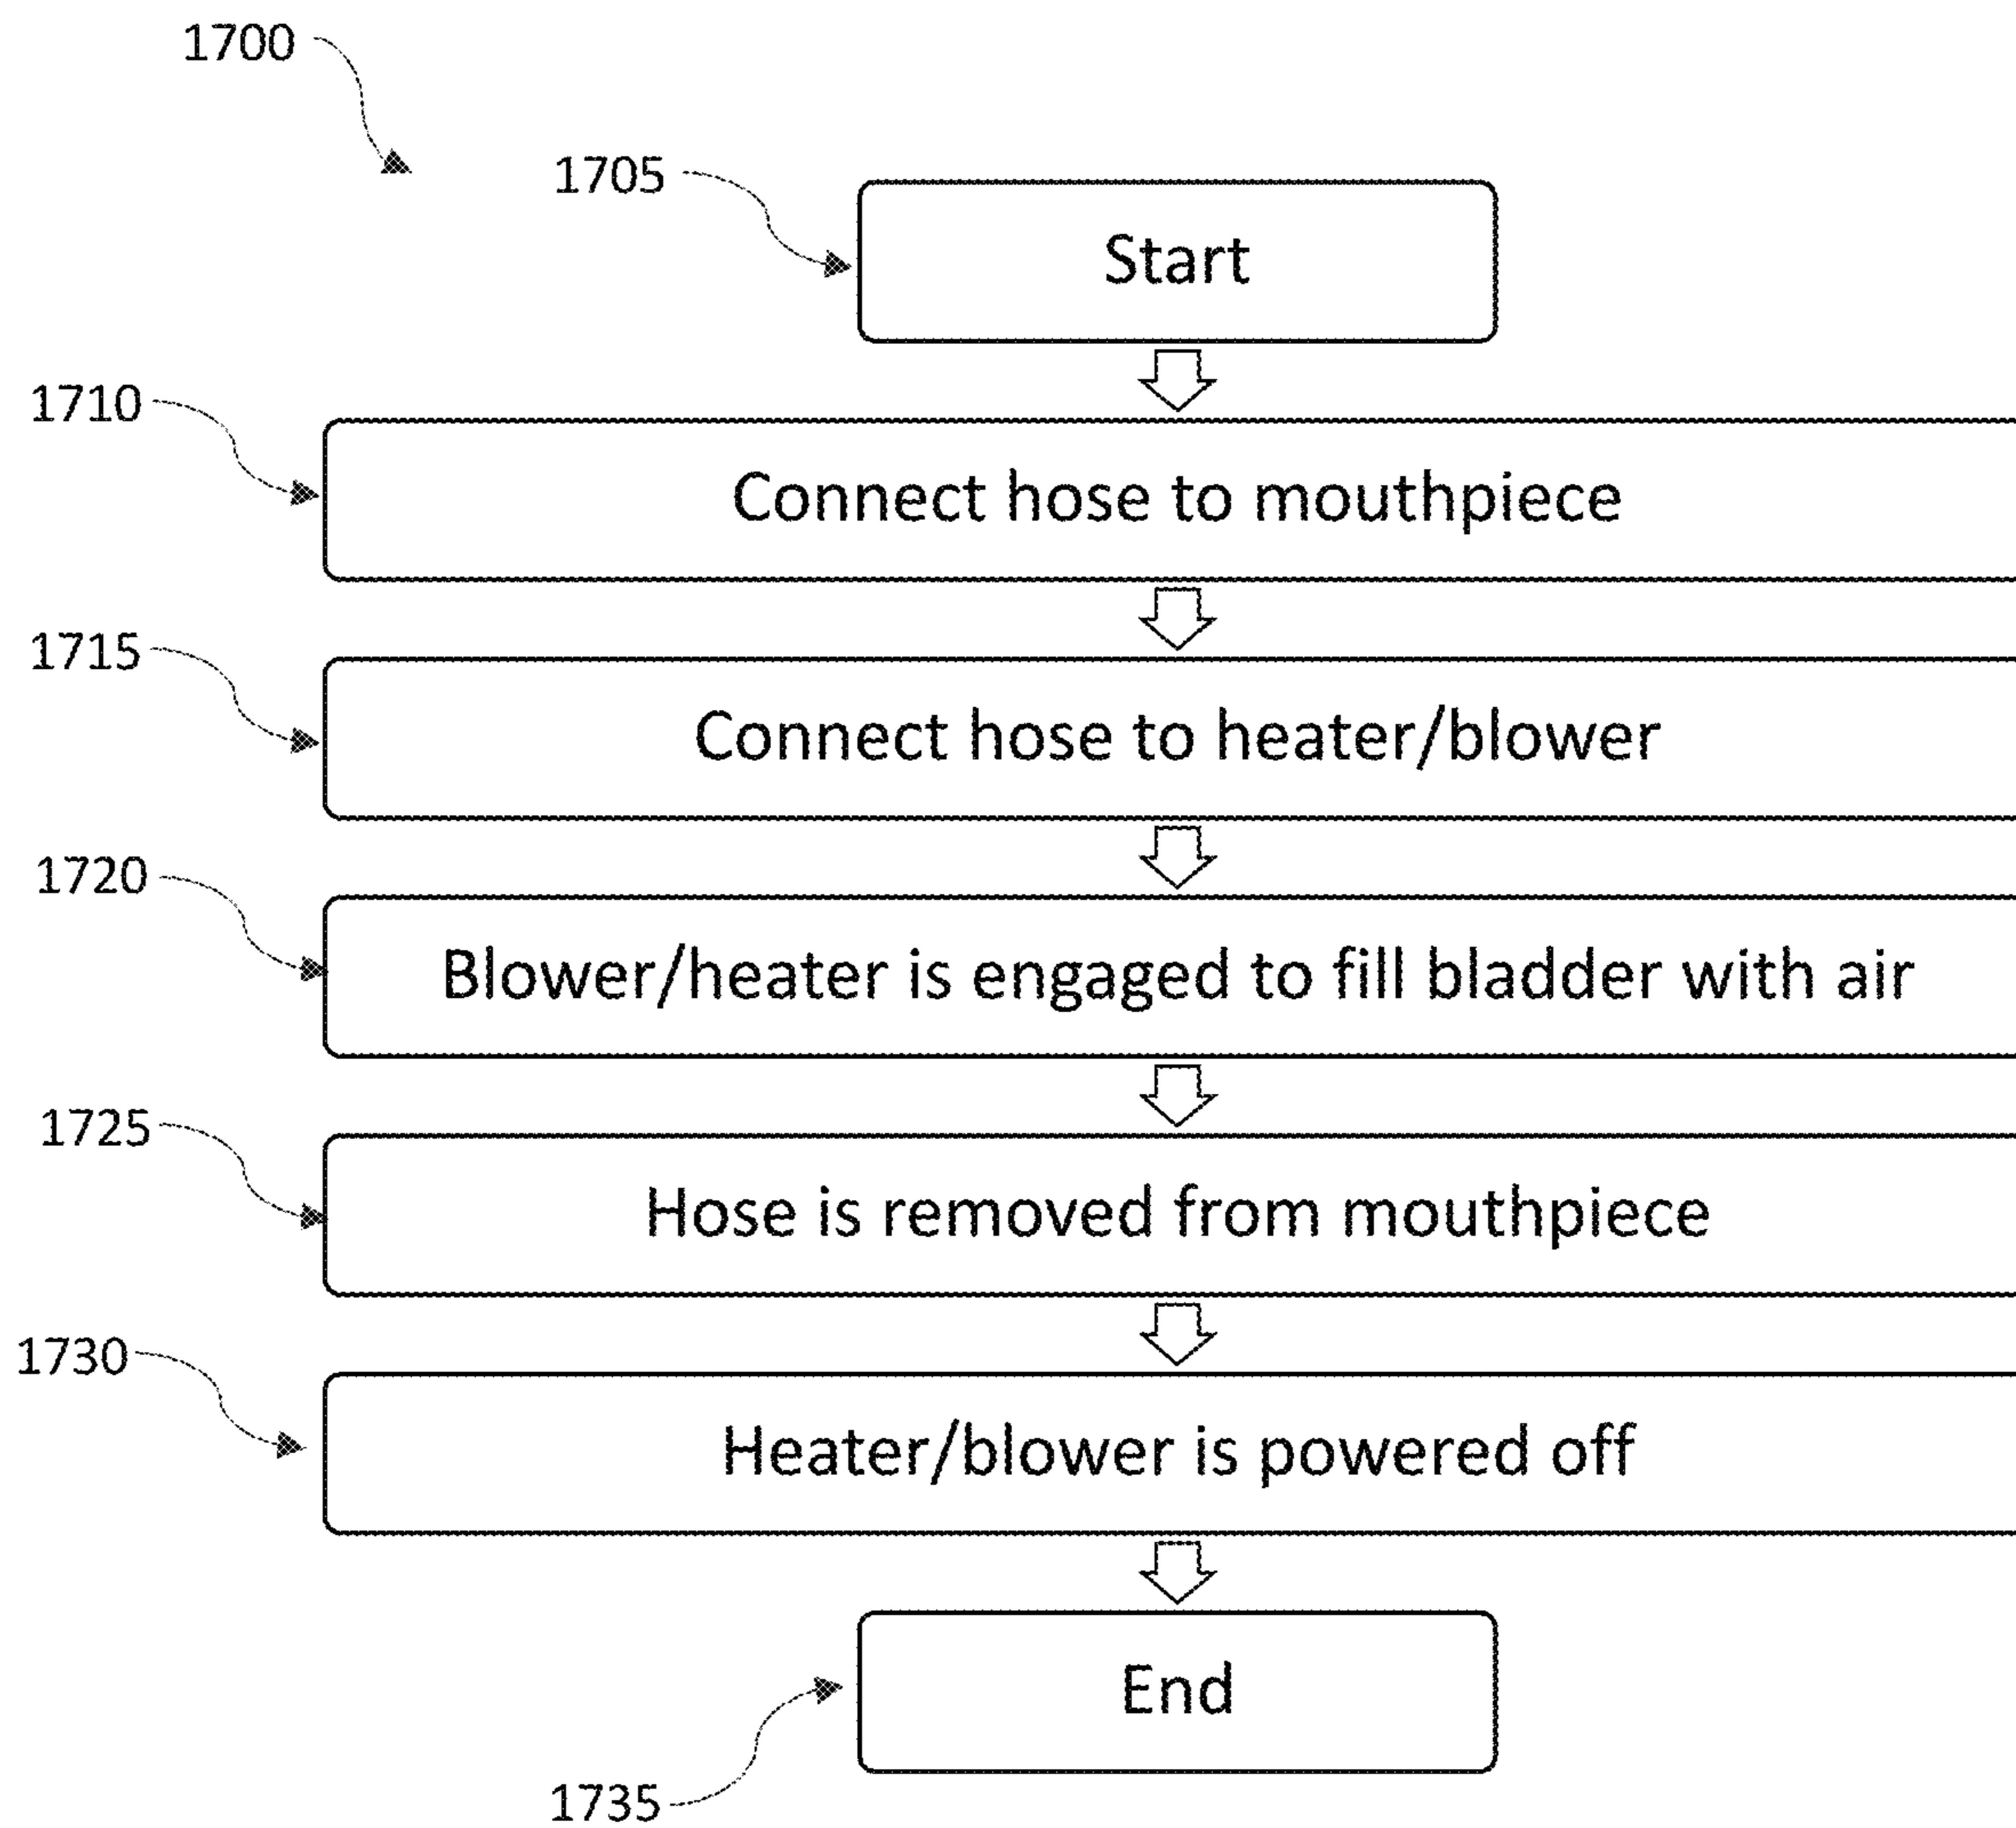 1700
1705
Start
1710
Connect hose to mouthpiece
1715
Connect hose to heater/blower
1720
Blower/heater is engaged to fill bladder with air
1725
Hose is removed from mouthpiece
1730
Heater/blower is powered off
End
1735